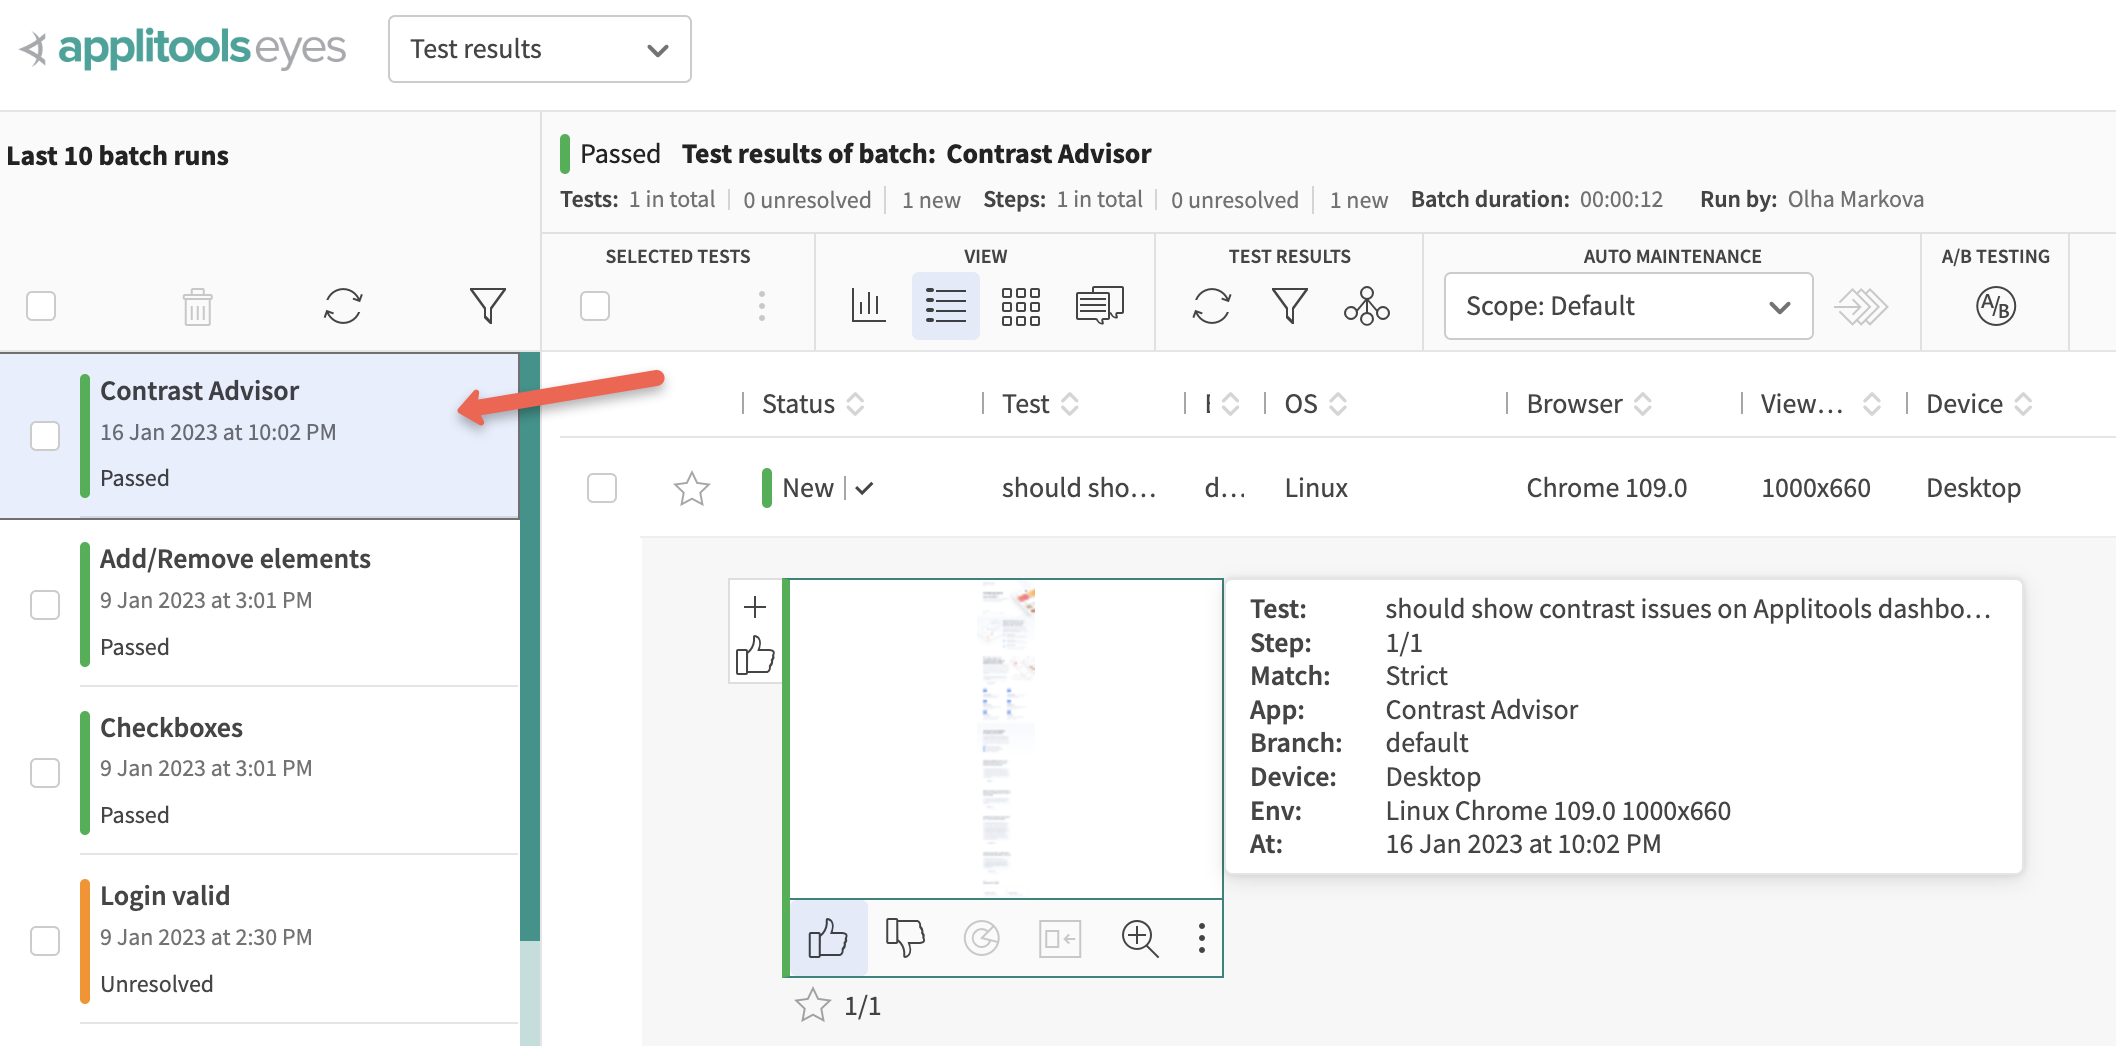 applitools eyes
Test results
Last 10 batch runs
Passed Test results of batch: Contrast Advisor
Tests: 1 in total 0 unresolved 1 new Steps: 1 in total 0 unresolved 1 new Batch duration: 00:00:12 Run by: Olha Markova
SELECTED TESTS VIEW TEST RESULTS AUTO MAINTENANCE A/B TESTING
Scope: Default A/B
Contrast Advisor
16 Jan 2023 at 10:02 PM
Passed
Add/Remove elements
9 Jan 2023 at 3:01 PM
Passed
Checkboxes
9 Jan 2023 at 3:01 PM
Passed
Login valid
9 Jan 2023 at 2:30 PM
Unresolved
Status Test OS Browser View... Device
New should sho... d... Linux Chrome 109.0 1000x660 Desktop
Test: should show contrast issues on Applitools dashbo...
Step: 1/1
Match: Strict
App: Contrast Advisor
Branch: default
Device: Desktop
Env: Linux Chrome 109.0 1000x660
At: 16 Jan 2023 at 10:02 PM
1/1